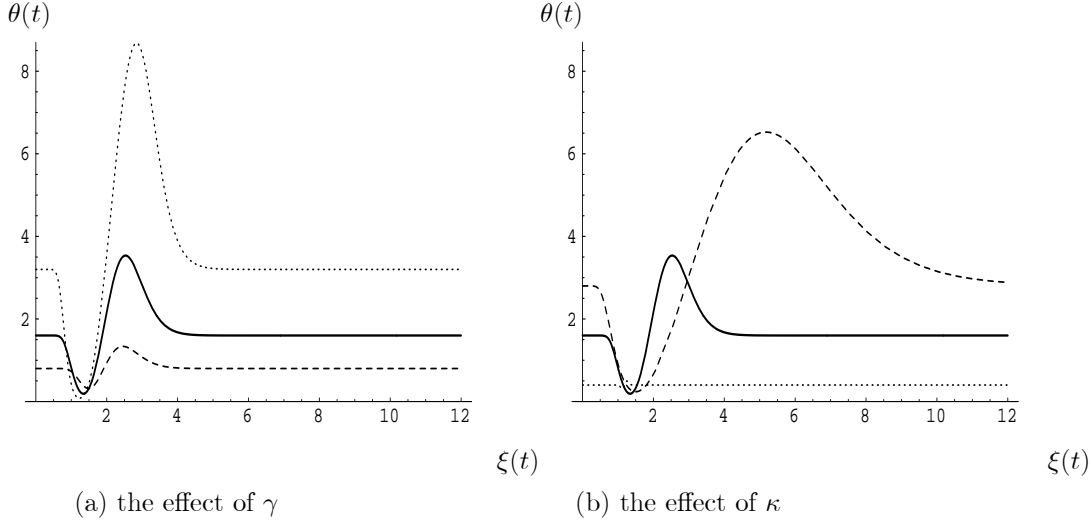 θ(t) θ(t)
8 8
6 6
4 4
2 2
2 4 6 8 10 12 2 4 6 8 10 12
ξ(t) ξ(t)
(a) the effect of γ (b) the effect of κ